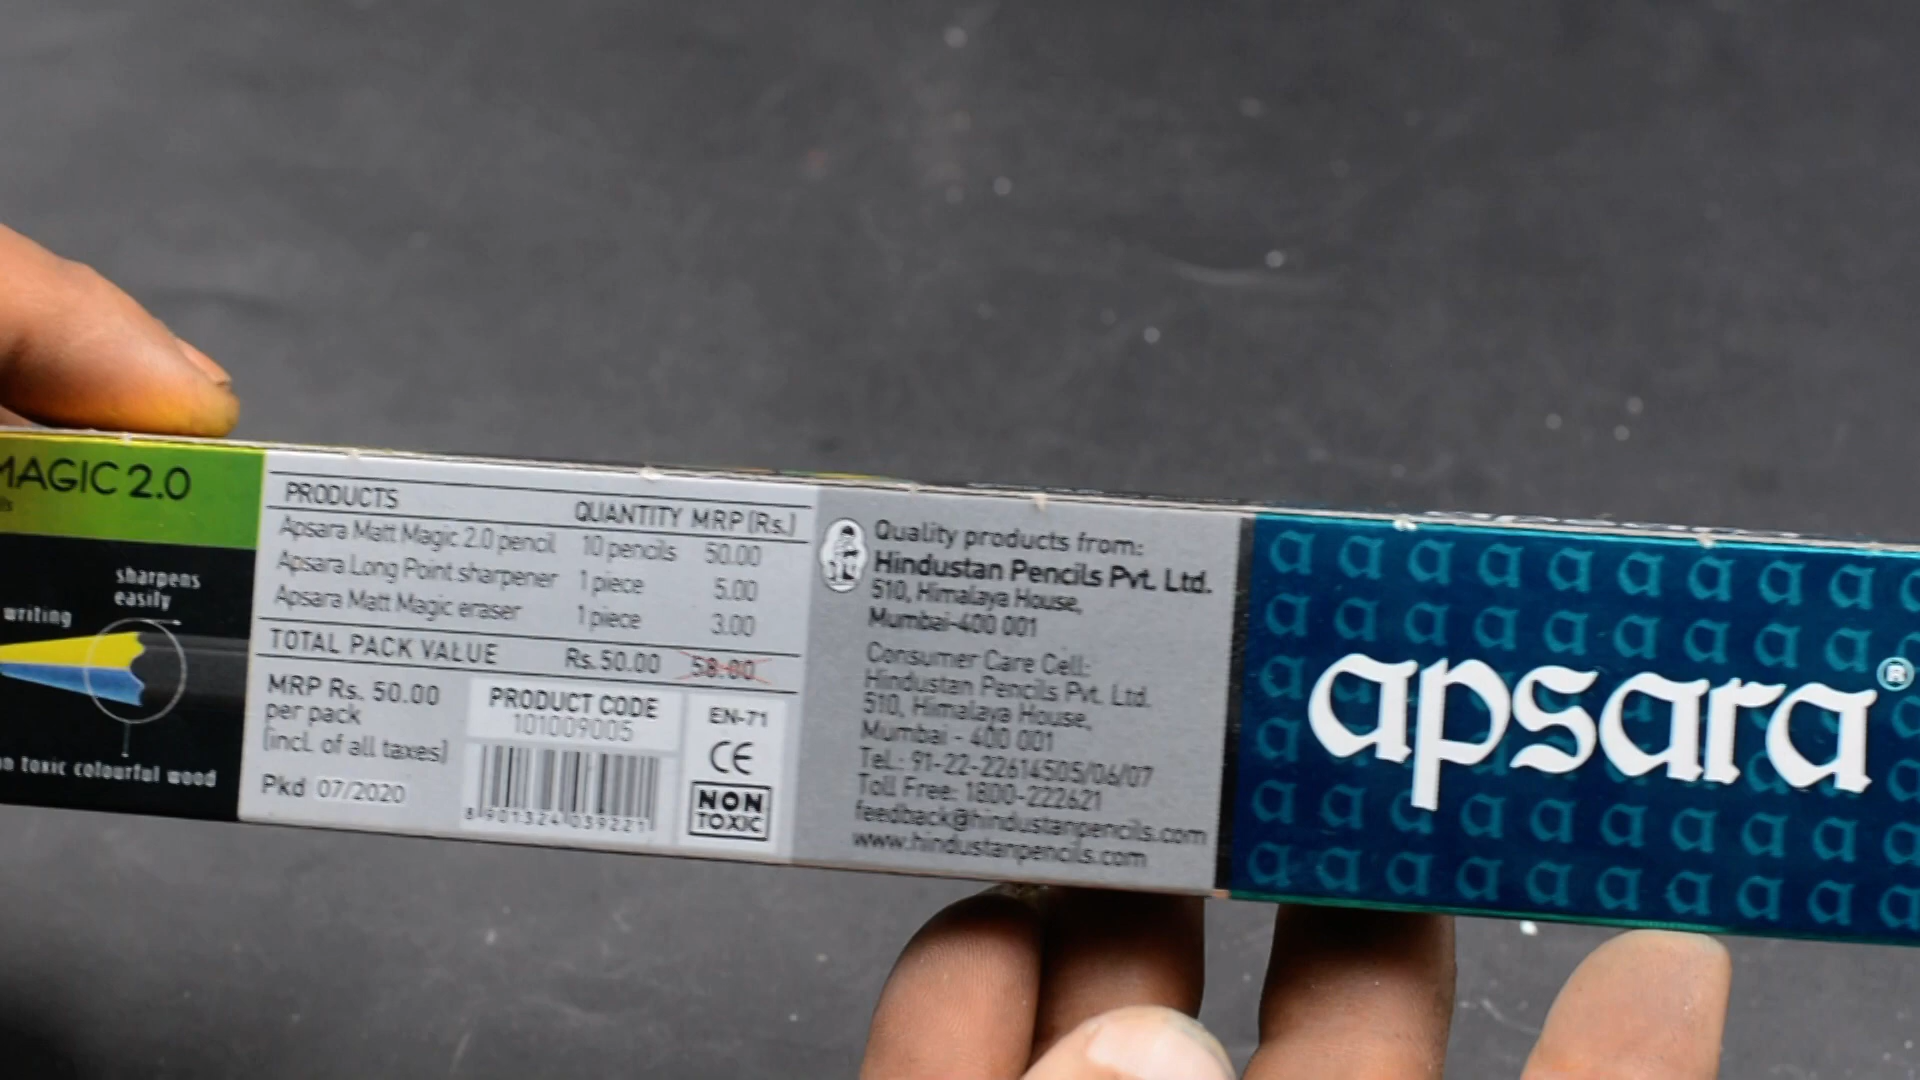 MAGIC 2.0
sharpens
easily
writing
toxic colourful wood
PRODUCTS QUANTITY MRP (Rs.)
Apsara Matt Magic 2.0 pencil 10 pencils 50.00
Apsara Long Point sharpener 1 piece 5.00
Apsara Matt Magic eraser 1 piece 3.00
TOTAL PACK VALUE Rs. 50.00 58.00
MRP Rs. 50.00
per pack
(incl. of all taxes)
Pkd 07/2020
PRODUCT CODE
101009005
8 901324 039221
EN-71
CE
NON
TOXIC
Quality products from:
Hindustan Pencils Pvt. Ltd.
510, Himalaya House,
Mumbai-400 001
Consumer Care Cell:
Hindustan Pencils Pvt. Ltd.
510, Himalaya House,
Mumbai - 400 001
Tel.: 91-22-22614505/06/07
Toll Free: 1800-222621
feedback@hindustanpencils.com
www.hindustanpencils.com
apsara®